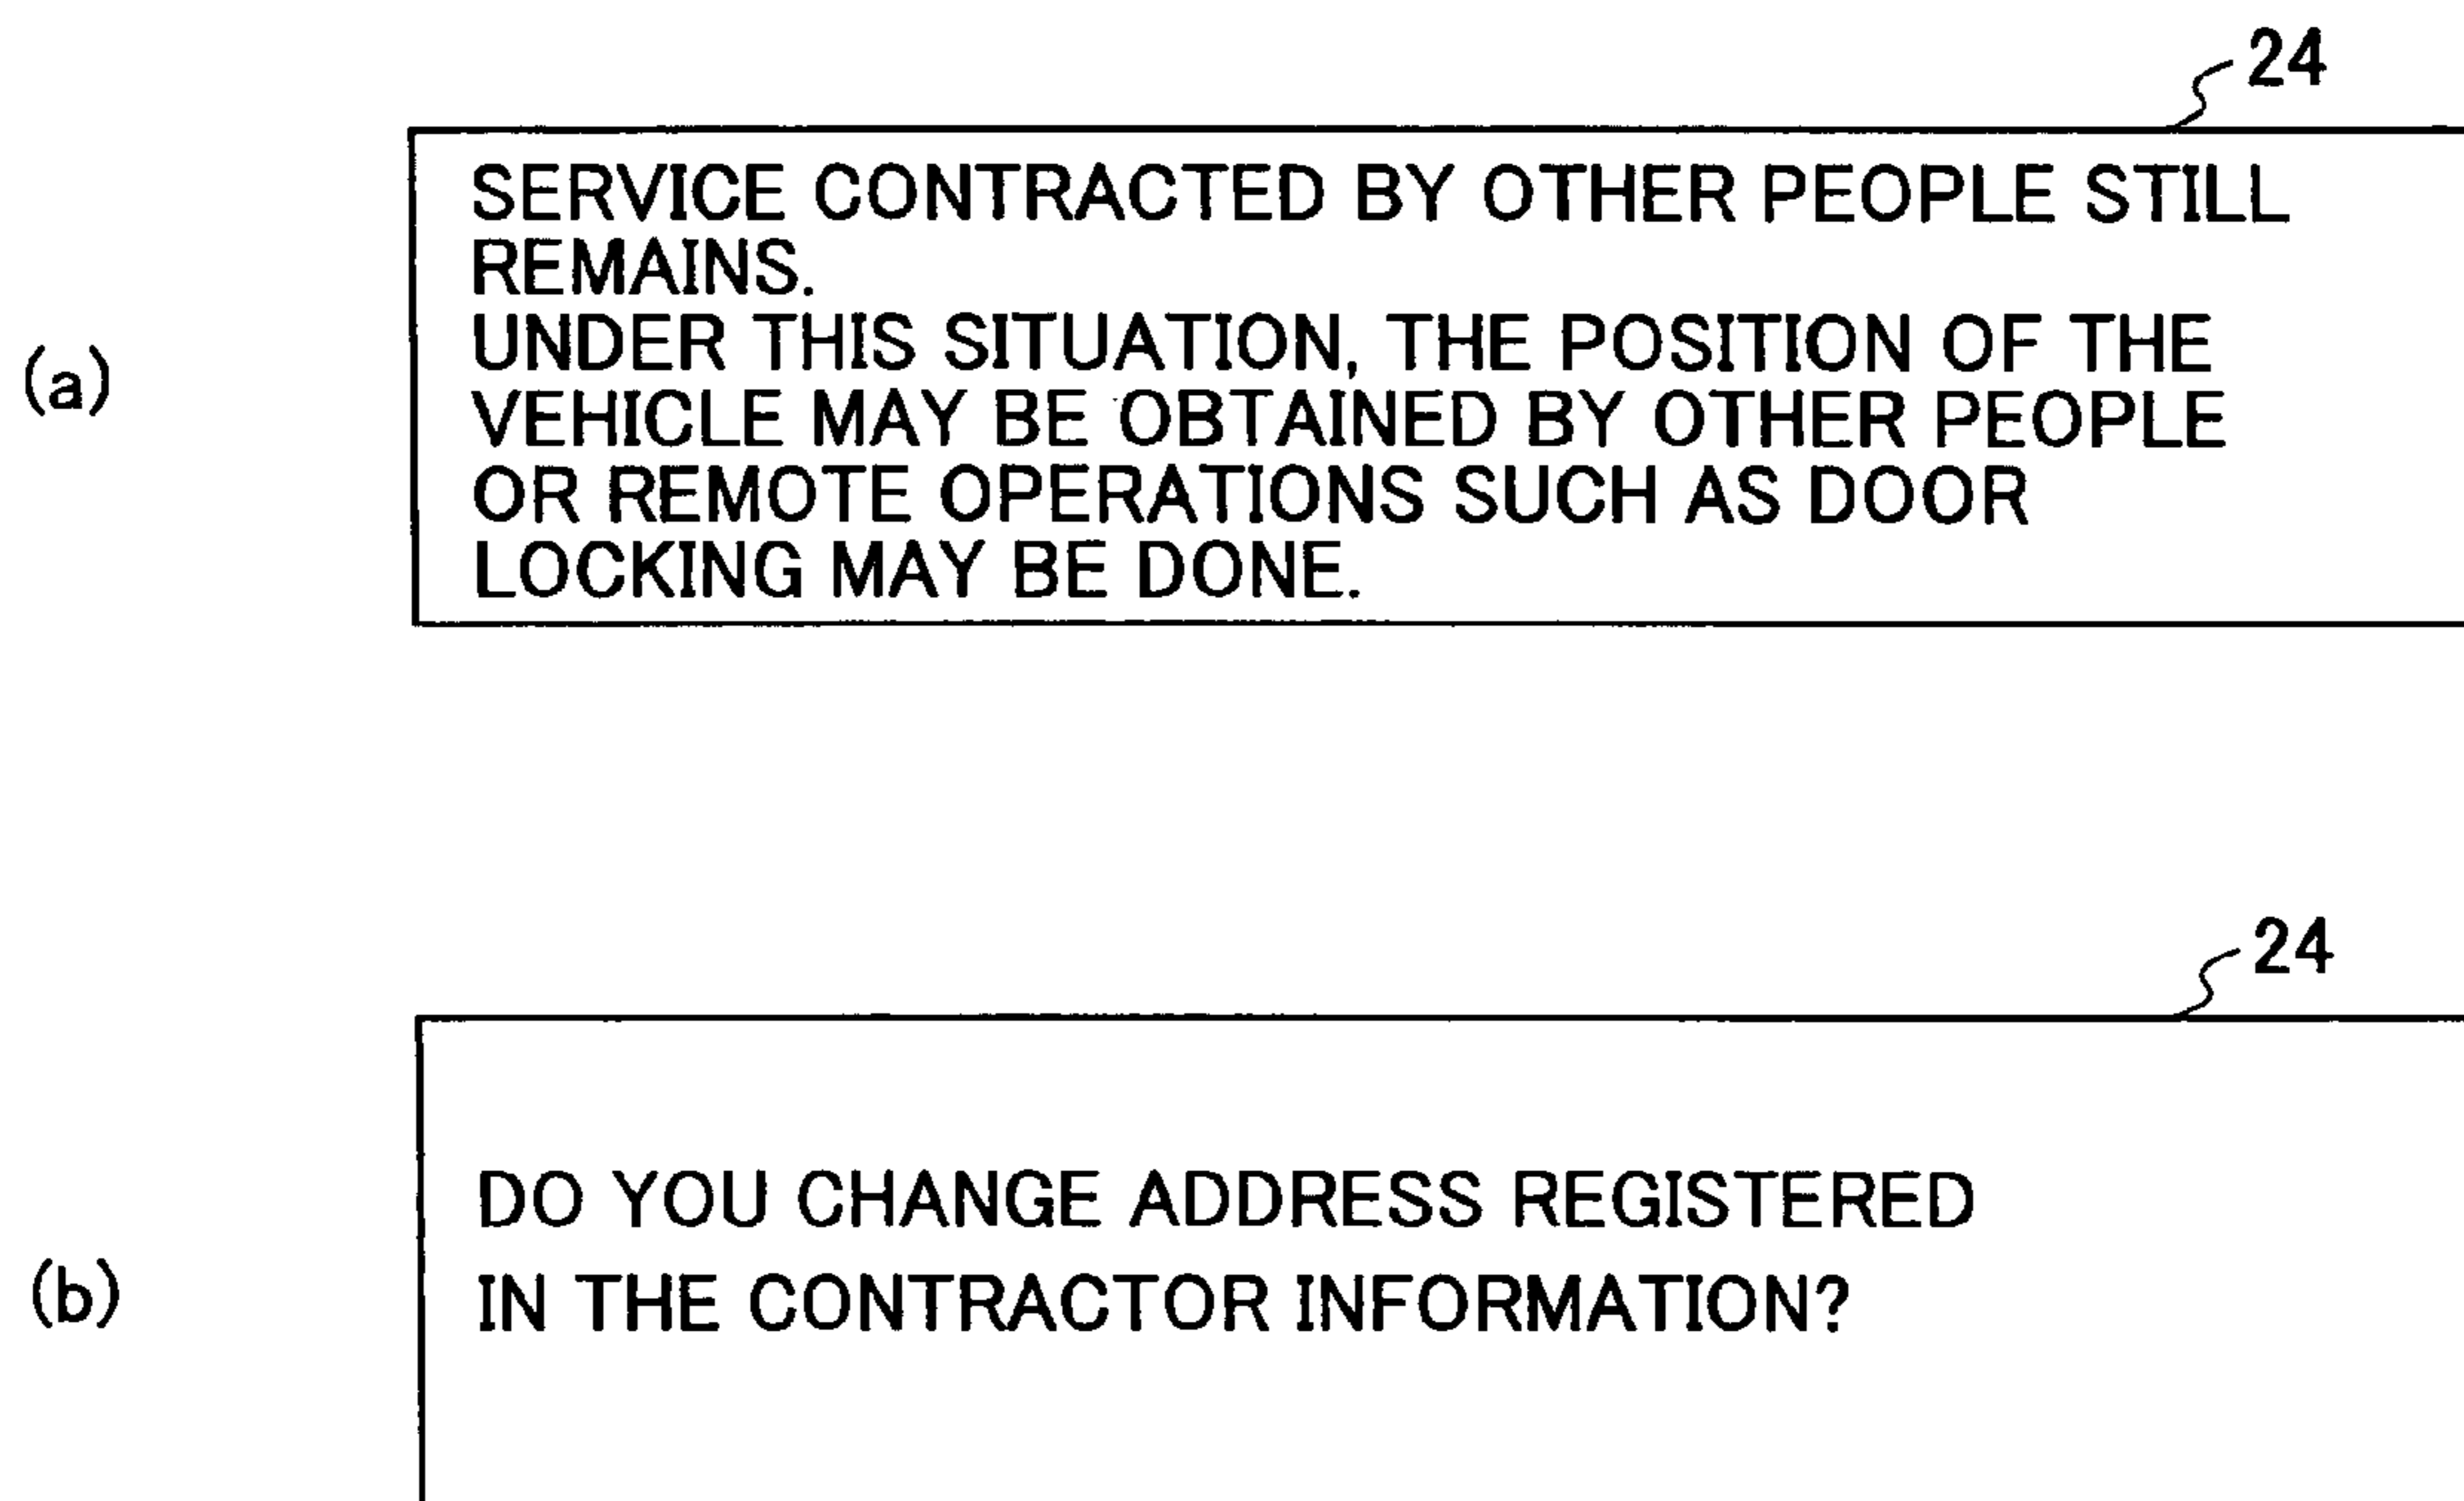 24
SERVICE CONTRACTED BY OTHER PEOPLE STILL
REMAINS.
UNDER THIS SITUATION, THE POSITION OF THE
VEHICLE MAY BE OBTAINED BY OTHER PEOPLE
OR REMOTE OPERATIONS SUCH AS DOOR
LOCKING MAY BE DONE.
(a)
24
DO YOU CHANGE ADDRESS REGISTERED
IN THE CONTRACTOR INFORMATION?
(b)